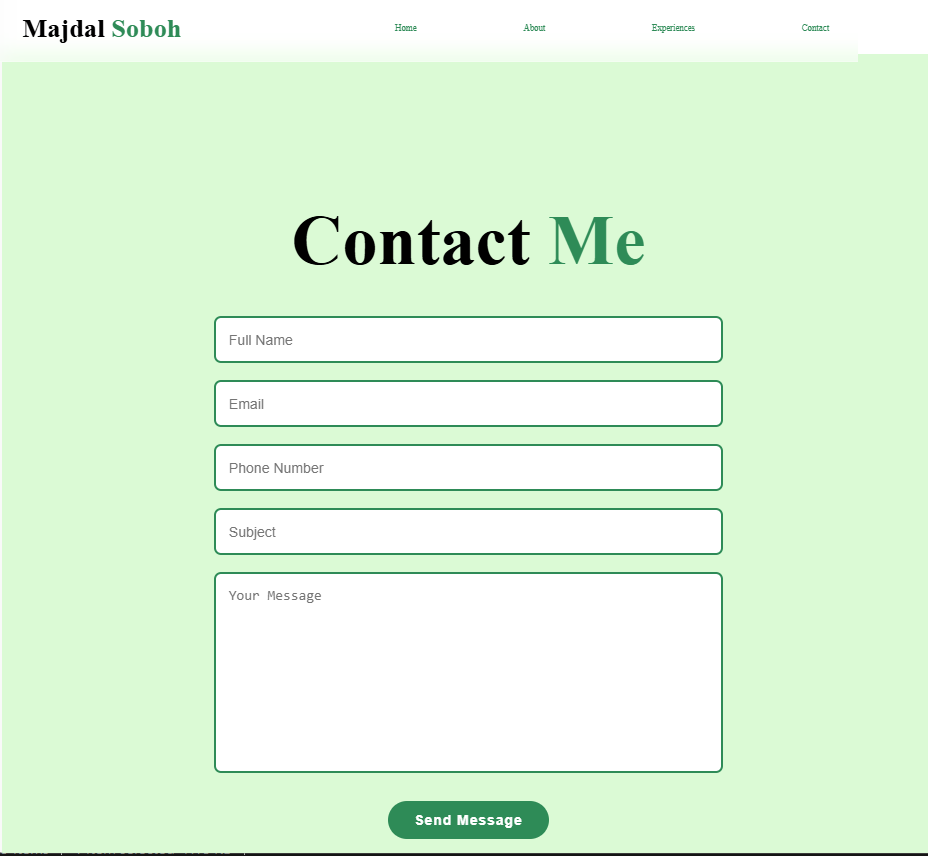 Majdal Soboh
Home About Experiences Contact
Contact Me
Full Name
Email
Phone Number
Subject
Your Message
Send Message